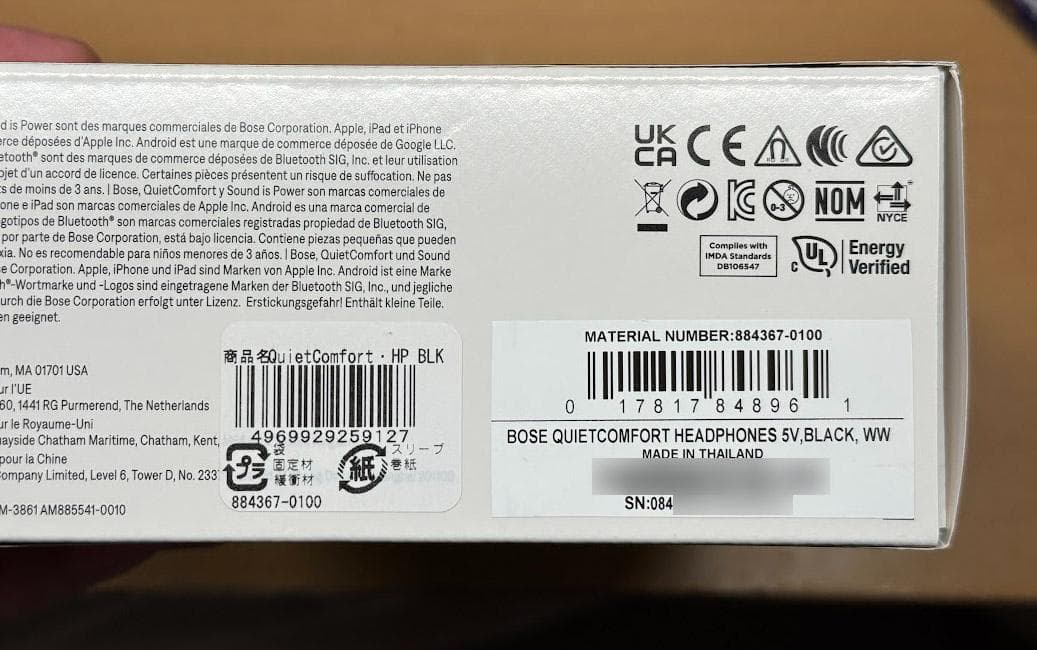 d is Power sont des marques commerciales de Bose Corporation. Apple, iPad et iPhone
rce déposées d'Apple Inc. Android est une marque de commerce déposée de Google LLC.
etooth® sont des marques de commerce déposées de Bluetooth SIG, Inc. et leur utilisation
bjet d'un accord de licence. Certaines pièces présentent un risque de suffocation. Ne pas
ts de moins de 3 ans. | Bose, QuietComfort y Sound is Power son marcas comerciales de
one e iPad son marcas comerciales de Apple Inc. Android es una marca comercial de
gotipos de Bluetooth® son marcas comerciales registradas propiedad de Bluetooth SIG,
por parte de Bose Corporation, está bajo licencia. Contiene piezas pequeñas que pueden
xia. No es recomendable para niños menores de 3 años. | Bose, QuietComfort und Sound
e Corporation. Apple, iPhone und iPad sind Marken von Apple Inc. Android ist eine Marke
h®-Wortmarke und -Logos sind eingetragene Marken der Bluetooth SIG, Inc., und jegliche
urch die Bose Corporation erfolgt unter Lizenz. Erstickungsgefahr! Enthält kleine Teile.
en geeignet.
m, MA 01701 USA
ur l'UE
60, 1441 RG Purmerend, The Netherlands
ur le Royaume-Uni
ayside Chatham Maritime, Chatham, Kent,
pour la Chine
ompany Limited, Level 6, Tower D, No. 233
M-3861 AM885541-0010
商品名QuietComfort・HP BLK
4969929259127
プラ
袋
固定材
緩衝材
紙
スリーブ
巻紙
884367-0100
UK
CA CE
0-3
NOM
NYCE
Complies with
IMDA Standards
DB106547
c UL
Energy
Verified
MATERIAL NUMBER:884367-0100
0 17817 84896 1
BOSE QUIETCOMFORT HEADPHONES 5V,BLACK, WW
MADE IN THAILAND
SN:084